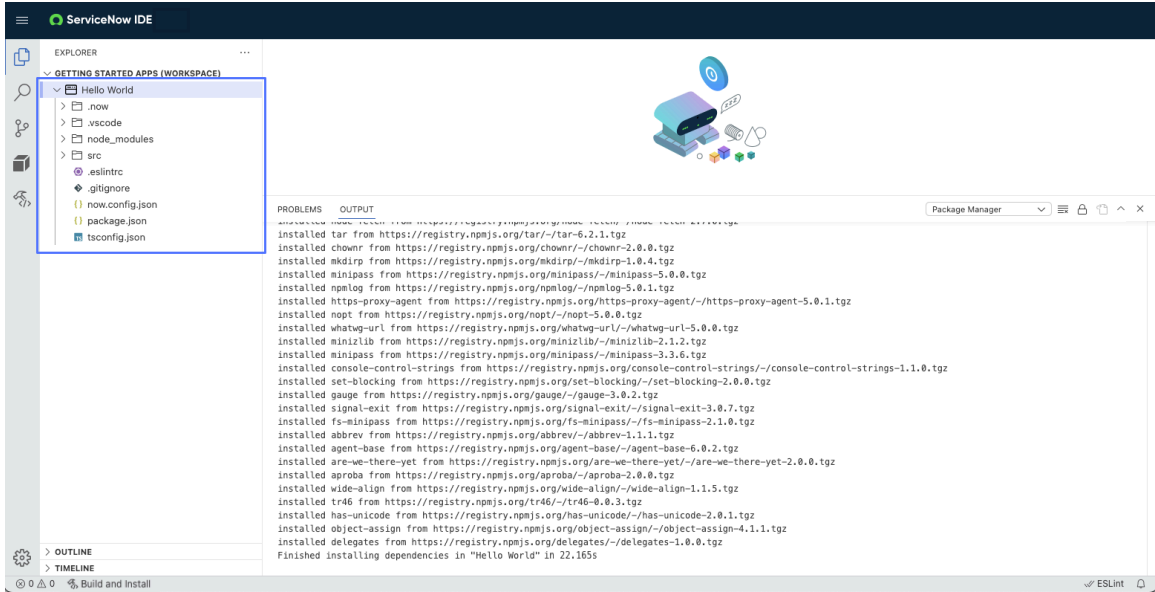 ServiceNow IDE
EXPLORER
GETTING STARTED APPS (WORKSPACE)
Hello World
.now
.vscode
node_modules
src
.eslintrc
.gitignore
now.config.json
package.json
tsconfig.json
OUTLINE
TIMELINE
zzz
PROBLEMS OUTPUT Package Manager
installed node-fetch from https://registry.npmjs.org/node-fetch/-/node-fetch-2.7.0.tgz
installed tar from https://registry.npmjs.org/tar/-/tar-6.2.1.tgz
installed chownr from https://registry.npmjs.org/chownr/-/chownr-2.0.0.tgz
installed mkdirp from https://registry.npmjs.org/mkdirp/-/mkdirp-1.0.4.tgz
installed minipass from https://registry.npmjs.org/minipass/-/minipass-5.0.0.tgz
installed npmlog from https://registry.npmjs.org/npmlog/-/npmlog-5.0.1.tgz
installed https-proxy-agent from https://registry.npmjs.org/https-proxy-agent/-/https-proxy-agent-5.0.1.tgz
installed nopt from https://registry.npmjs.org/nopt/-/nopt-5.0.0.tgz
installed whatwg-url from https://registry.npmjs.org/whatwg-url/-/whatwg-url-5.0.0.tgz
installed minizlib from https://registry.npmjs.org/minizlib/-/minizlib-2.1.2.tgz
installed minipass from https://registry.npmjs.org/minipass/-/minipass-3.3.6.tgz
installed console-control-strings from https://registry.npmjs.org/console-control-strings/-/console-control-strings-1.1.0.tgz
installed set-blocking from https://registry.npmjs.org/set-blocking/-/set-blocking-2.0.0.tgz
installed gauge from https://registry.npmjs.org/gauge/-/gauge-3.0.2.tgz
installed signal-exit from https://registry.npmjs.org/signal-exit/-/signal-exit-3.0.7.tgz
installed fs-minipass from https://registry.npmjs.org/fs-minipass/-/fs-minipass-2.1.0.tgz
installed abbrev from https://registry.npmjs.org/abbrev/-/abbrev-1.1.1.tgz
installed agent-base from https://registry.npmjs.org/agent-base/-/agent-base-6.0.2.tgz
installed are-we-there-yet from https://registry.npmjs.org/are-we-there-yet/-/are-we-there-yet-2.0.0.tgz
installed aproba from https://registry.npmjs.org/aproba/-/aproba-2.0.0.tgz
installed wide-align from https://registry.npmjs.org/wide-align/-/wide-align-1.1.5.tgz
installed tr46 from https://registry.npmjs.org/tr46/-/tr46-0.0.3.tgz
installed has-unicode from https://registry.npmjs.org/has-unicode/-/has-unicode-2.0.1.tgz
installed object-assign from https://registry.npmjs.org/object-assign/-/object-assign-4.1.1.tgz
installed delegates from https://registry.npmjs.org/delegates/-/delegates-1.0.0.tgz
Finished installing dependencies in "Hello World" in 22.165s
0 0 Build and Install ESLint